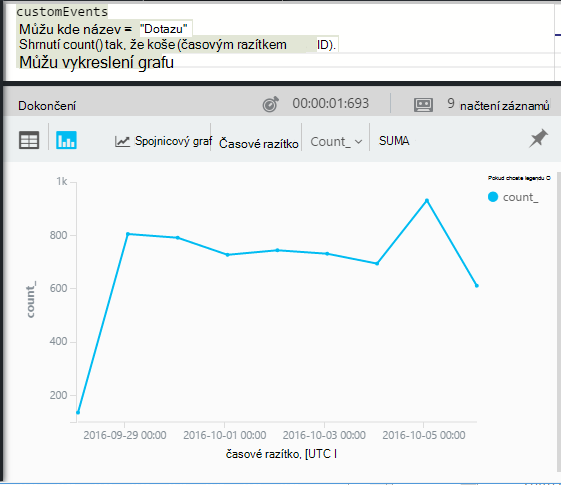 customEvents
Můžu kde název = "Dotazu"
Shrnutí count() tak, že koše (časovým razítkem ID).
Můžu vykreslení grafu
Dokončení 00:00:01:693 9 načtení záznamů
Spojnicový graf Časové razítko Count_ SUMA
Pokud chcete legendu O
count_
1k
800
600
400
200
count_
2016-09-29 00:00 2016-10-01 00:00 2016-10-03 00:00 2016-10-05 00:00
časové razítko, [UTC I